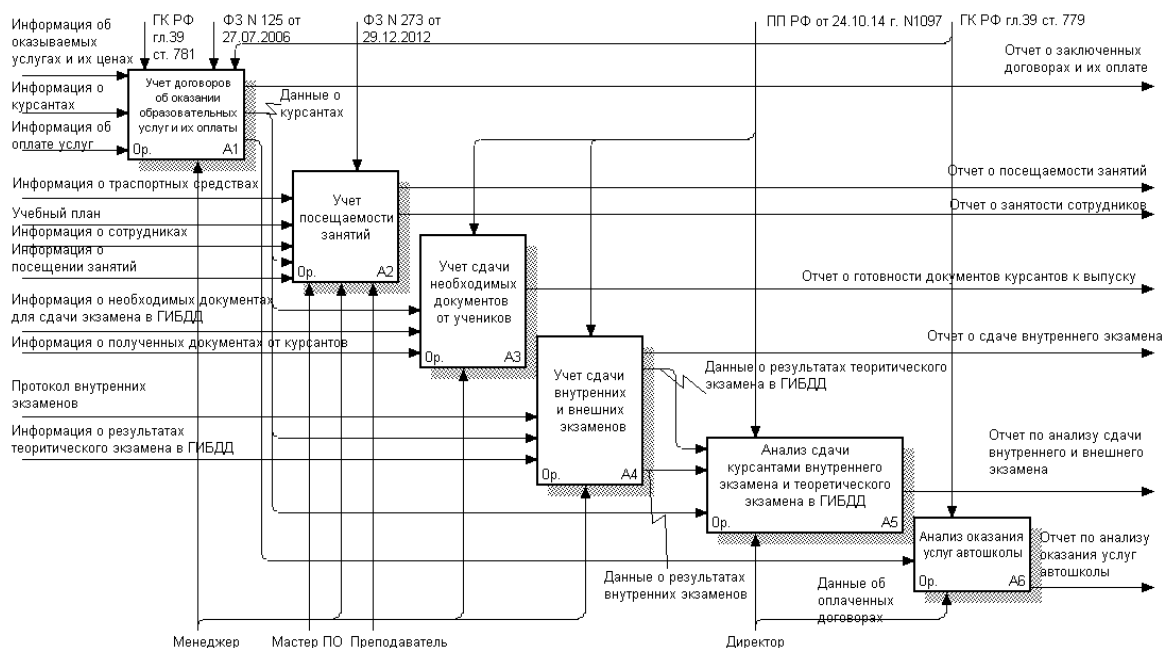 Информация об
оказываемых
услугах и их ценах
ГК РФ
гл.39
ст. 781
ФЗ N 125 от
27.07.2006
ФЗ N 273 от
29.12.2012
ПП РФ от 24.10.14 г. N1097
ГК РФ гл.39 ст. 779
Отчет о заключенных
договорах и их оплате
Информация о
курсантах
Информация об
оплате услуг
Учет договоров
об оказании
образовательных
услуг и их оплаты
0р.
A1
Данные о
курсантах
Информация о траспортных средствах
Учебный план
Информация о сотрудниках
Информация о
посещении занятий
Учет
посещаемости
занятий
0р.
A2
Отчет о посещаемости занятий
Отчет о занятости сотрудников
Учет сдачи
необходимых
документов
от учеников
0р.
A3
Отчет о готовности документов курсантов к выпуску
Информация о необходимых документах
для сдачи экзамена в ГИБДД
Информация о полученных документах от курсантов
Отчет о сдаче внутреннего экзамена
Протокол внутренних
экзаменов
Информация о результатах
теоритического экзамена в ГИБДД
Учет сдачи
внутренних
и внешних
экзаменов
0р.
A4
Данные о результатах теоритического
экзамена в ГИБДД
Анализ сдачи
курсантами внутреннего
экзамена и теоретического
экзамена в ГИБДД
0р.
A5
Отчет по анализу сдачи
внутреннего и внешнего
экзамена
Анализ оказания
услуг автошколы
0р.
A6
Отчет по анализу
оказания услуг
автошколы
Данные о результатах
внутренних экзаменов
Данные об
оплаченных
договорах
Менеджер
Мастер ПО
Преподаватель
Директор